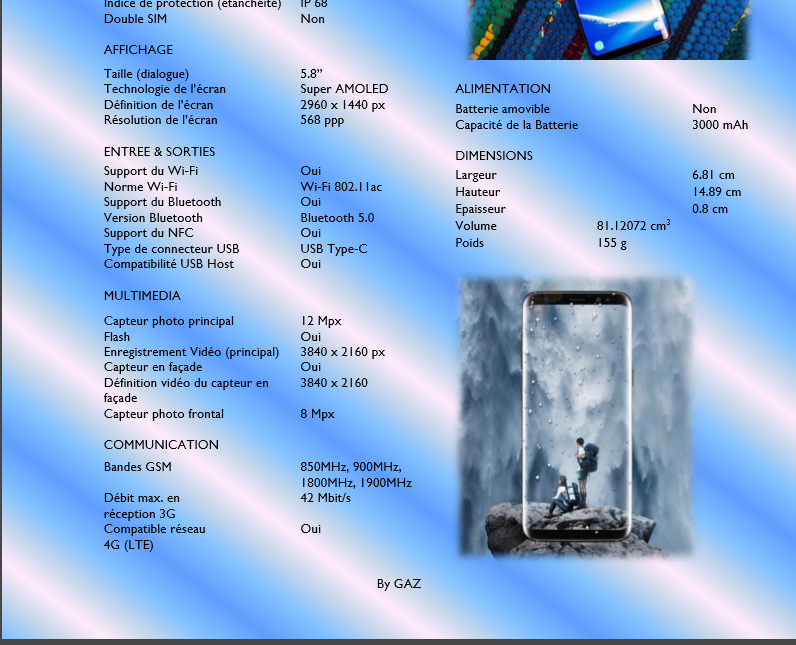 Indice de protection (étanchéité) IP 68
Double SIM Non
AFFICHAGE
Taille (dialogue) 5.8”
Technologie de l’écran Super AMOLED
Définition de l’écran 2960 x 1440 px
Résolution de l’écran 568 ppp
ENTREE & SORTIES
Support du Wi-Fi Oui
Norme Wi-Fi Wi-Fi 802.11ac
Support du Bluetooth Oui
Version Bluetooth Bluetooth 5.0
Support du NFC Oui
Type de connecteur USB USB Type-C
Compatibilité USB Host Oui
MULTIMEDIA
Capteur photo principal 12 Mpx
Flash Oui
Enregistrement Vidéo (principal) 3840 x 2160 px
Capteur en façade Oui
Définition vidéo du capteur en 3840 x 2160
façade
Capteur photo frontal 8 Mpx
COMMUNICATION
Bandes GSM 850MHz, 900MHz,
1800MHz, 1900MHz
Débit max. en 42 Mbit/s
réception 3G
Compatible réseau Oui
4G (LTE)
ALIMENTATION
Batterie amovible Non
Capacité de la Batterie 3000 mAh
DIMENSIONS
Largeur 6.81 cm
Hauteur 14.89 cm
Epaisseur 0.8 cm
Volume 81.12072 cm³
Poids 155 g
By GAZ